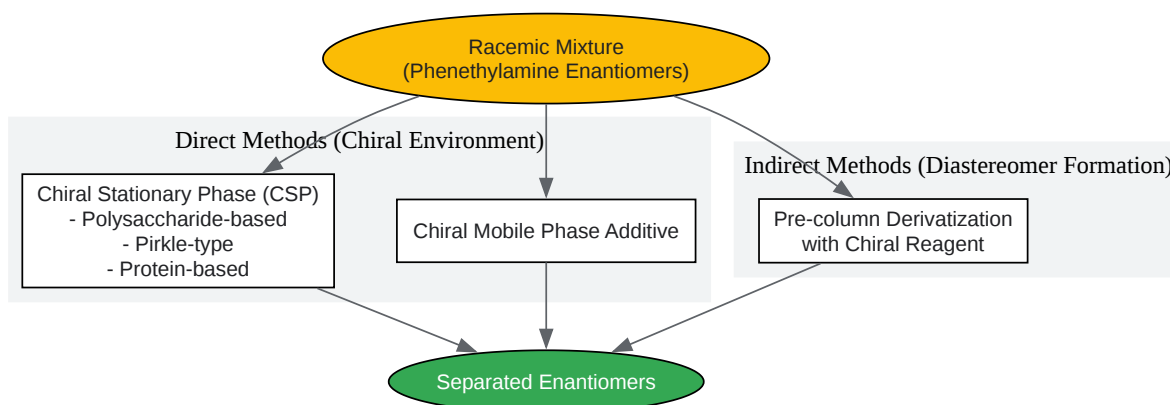 Racemic Mixture
(Phenethylamine Enantiomers)
Direct Methods (Chiral Environment)
Chiral Stationary Phase (CSP)
- Polysaccharide-based
- Pirkle-type
- Protein-based
Chiral Mobile Phase Additive
Indirect Methods (Diastereomer Formation)
Pre-column Derivatization
with Chiral Reagent
Separated Enantiomers